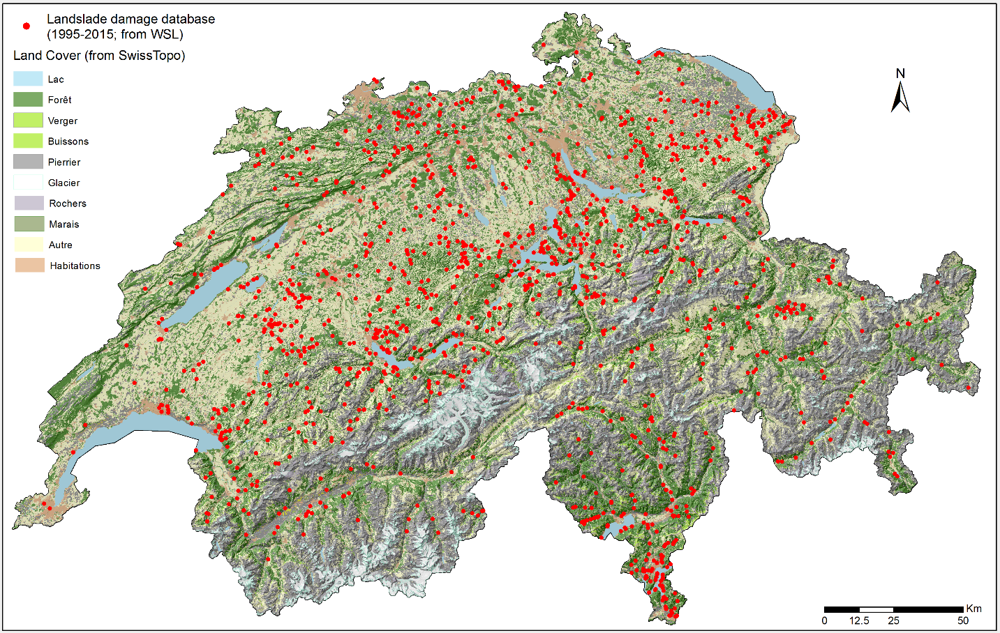 Landslade damage database
(1995-2015; from WSL)
Land Cover (from SwissTopo)
Lac
Forêt
Verger
Buissons
Pierrier
Glacier
Rochers
Marais
Autre
Habitations
N
Km
0 12.5 25 50